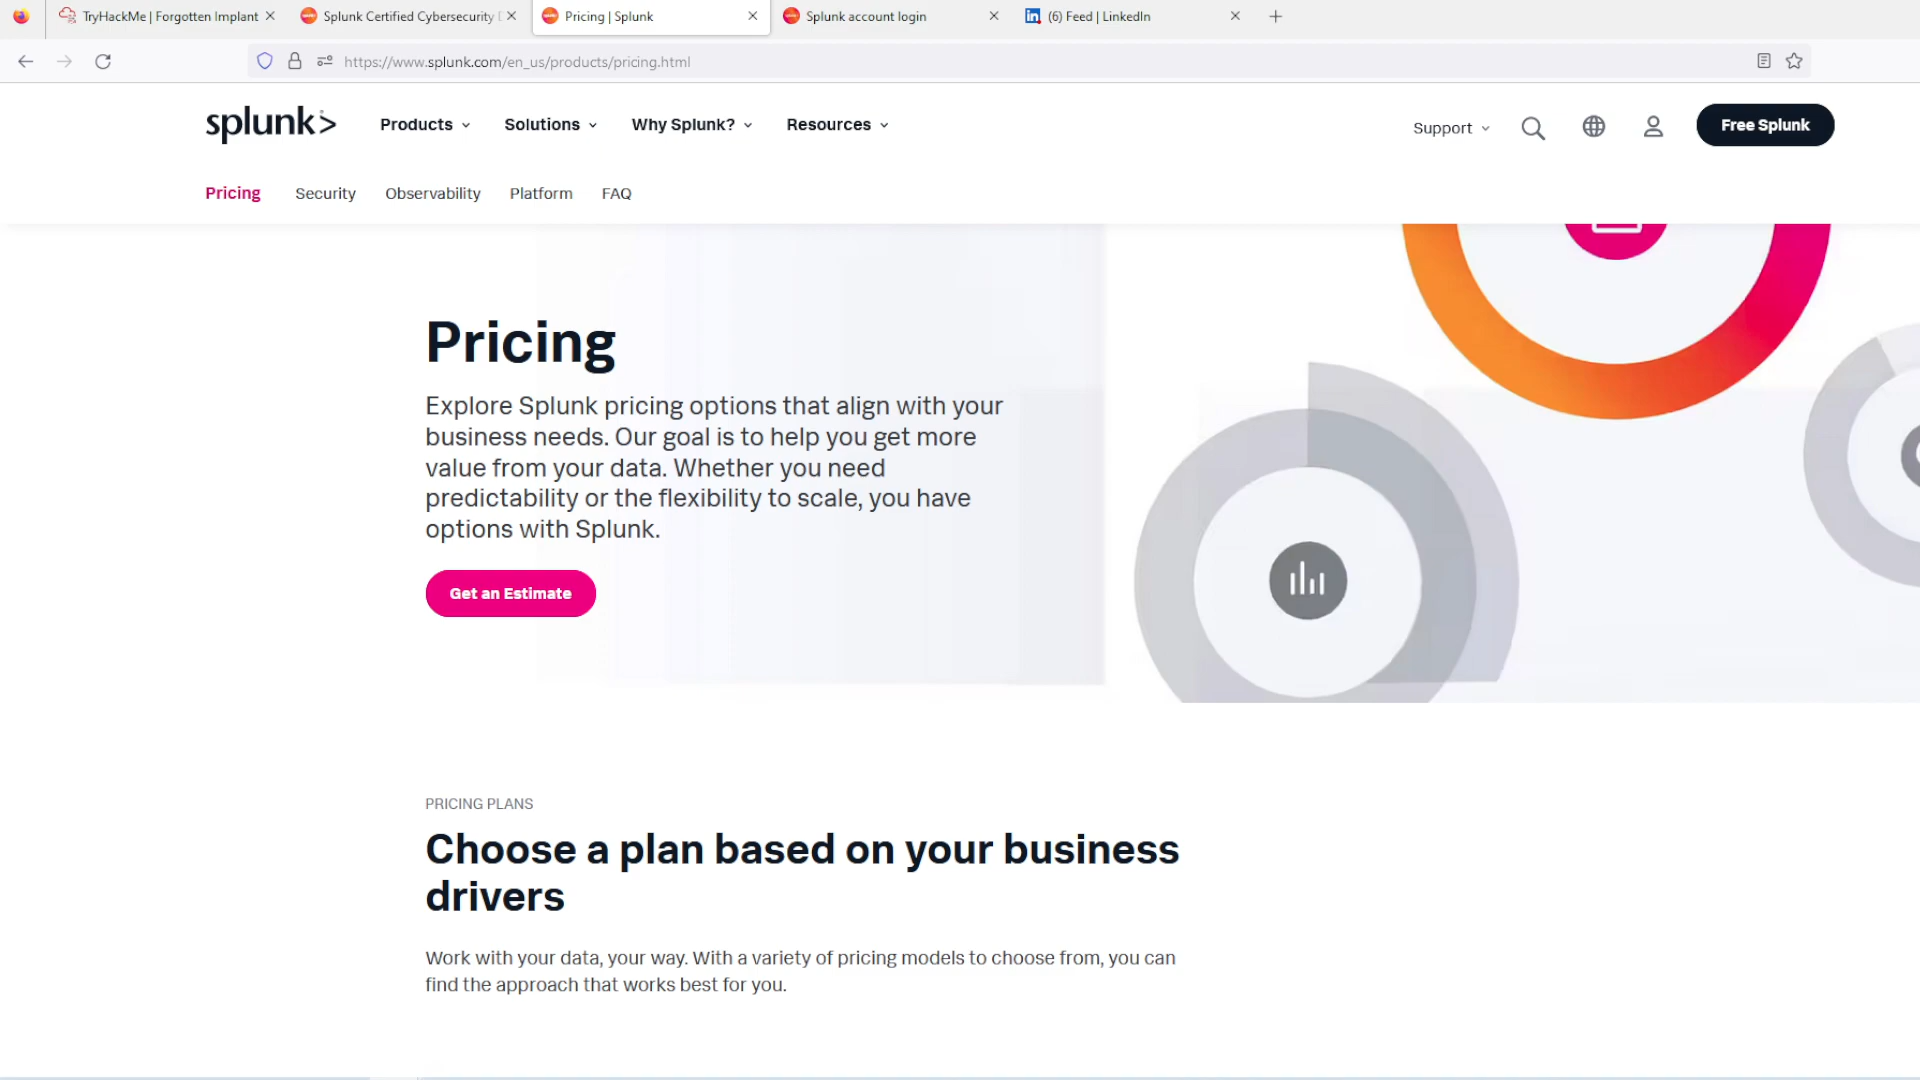 TryHackMe | Forgotten Implant
Splunk Certified Cybersecurity
Pricing | Splunk
Splunk account login
(6) Feed | LinkedIn
https://www.splunk.com/en_us/products/pricing.html
splunk>
Products
Solutions
Why Splunk?
Resources
Support
Free Splunk
Pricing
Security
Observability
Platform
FAQ
Pricing
Explore Splunk pricing options that align with your
business needs. Our goal is to help you get more
value from your data. Whether you need
predictability or the flexibility to scale, you have
options with Splunk.
Get an Estimate
PRICING PLANS
Choose a plan based on your business
drivers
Work with your data, your way. With a variety of pricing models to choose from, you can
find the approach that works best for you.